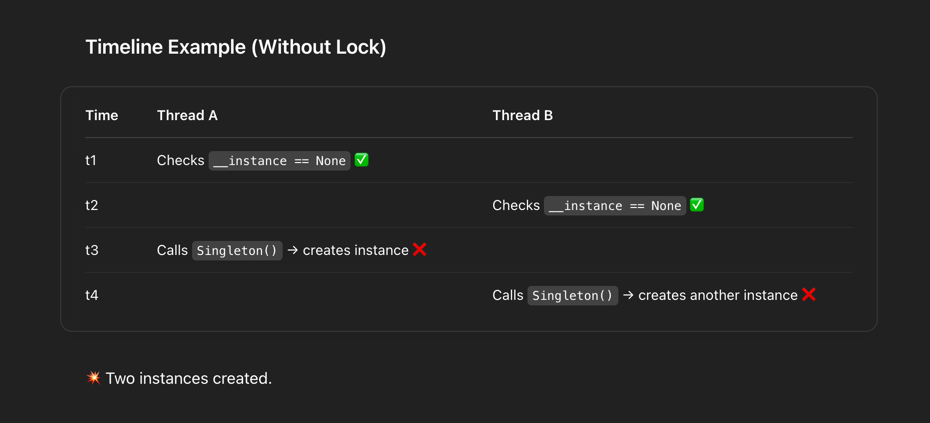 Timeline Example (Without Lock)
Time Thread A Thread B
t1 Checks __instance == None ✅
t2 Checks __instance == None ✅
t3 Calls Singleton() → creates instance ❌
t4 Calls Singleton() → creates another instance ❌
💥 Two instances created.